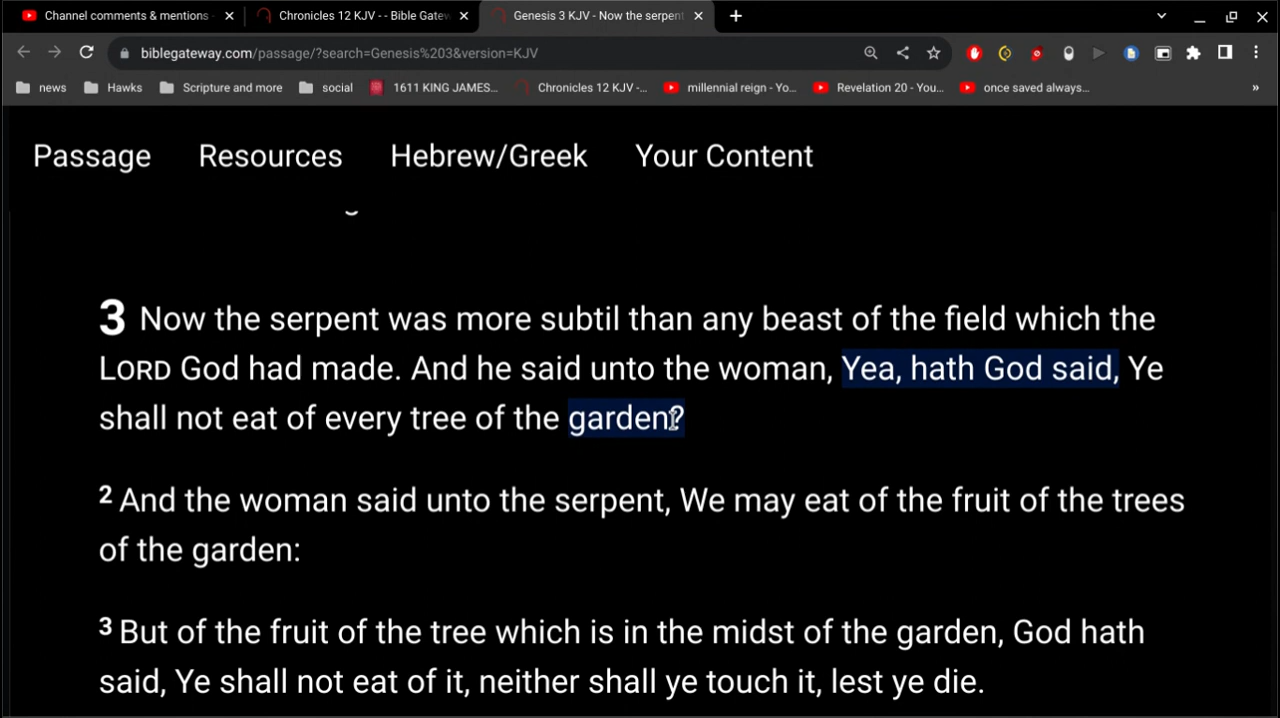 Channel comments & mentions -
Chronicles 12 KJV - - Bible Gatew
Genesis 3 KJV - Now the serpent
biblegateway.com/passage/?search=Genesis%203&version=KJV
news
Hawks
Scripture and more
social
1611 KING JAMES...
Chronicles 12 KJV -...
millennial reign - Yo...
Revelation 20 - You...
once saved always...
»
Passage
Resources
Hebrew/Greek
Your Content
3 Now the serpent was more subtil than any beast of the field which the
LORD God had made. And he said unto the woman, Yea, hath God said, Ye
shall not eat of every tree of the garden?
2 And the woman said unto the serpent, We may eat of the fruit of the trees
of the garden:
3 But of the fruit of the tree which is in the midst of the garden, God hath
said, Ye shall not eat of it, neither shall ye touch it, lest ye die.